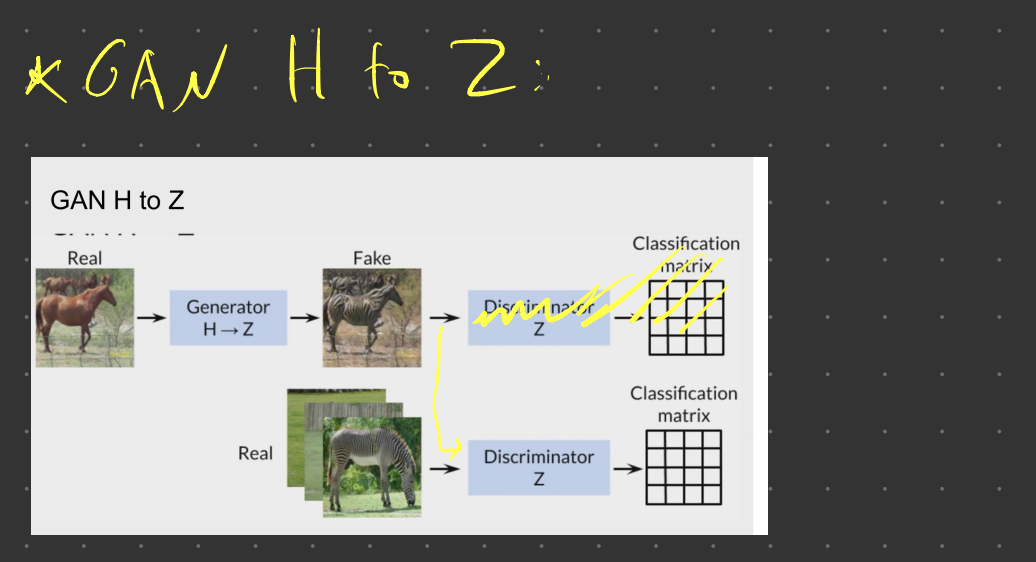 * GAN H to Z:
GAN H to Z
Real
Generator
H → Z
Fake
Discriminator
Z
Classification
matrix
Real
Discriminator
Z
Classification
matrix